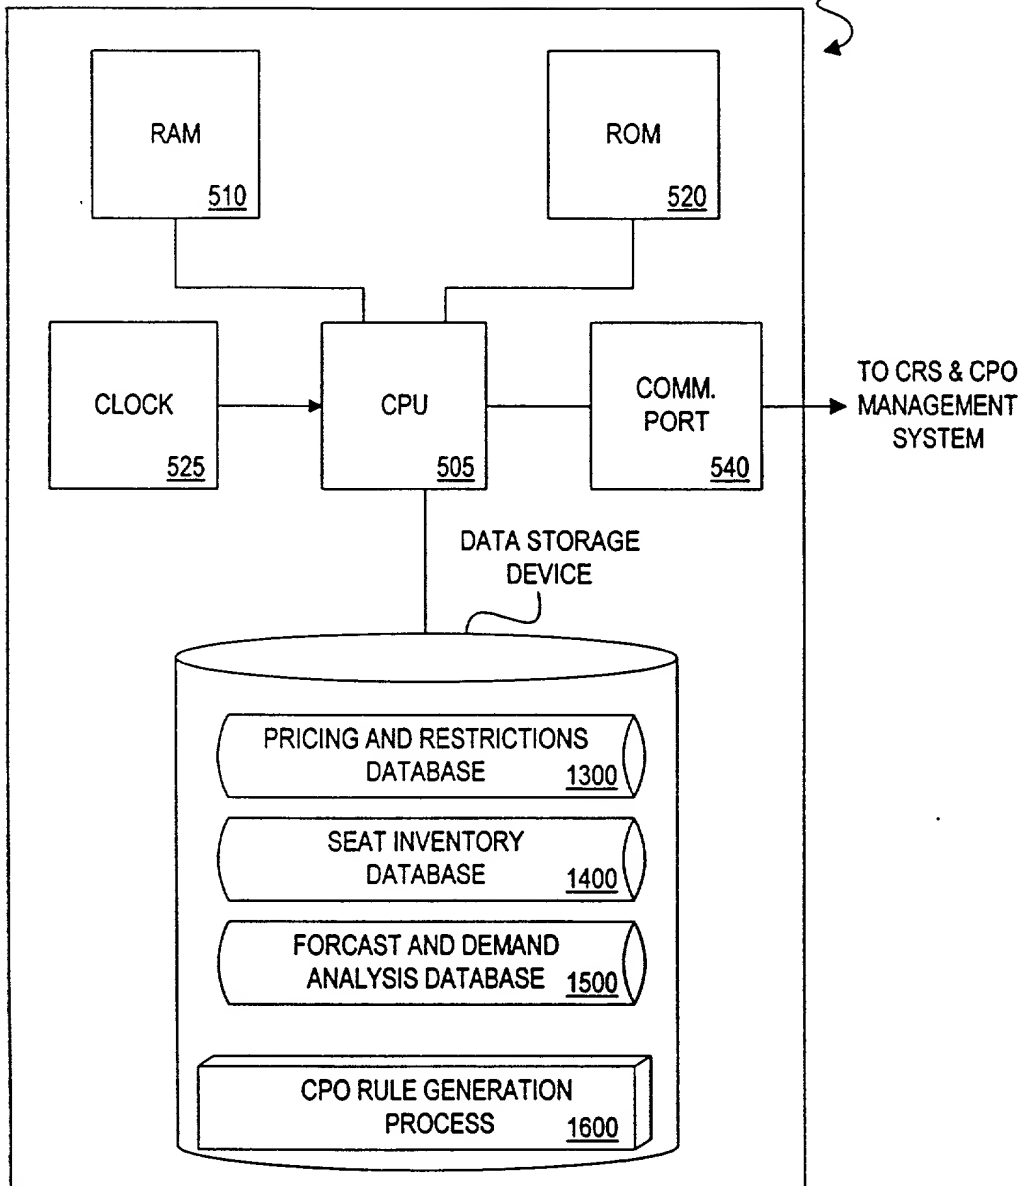 RAM
510
ROM
520
CLOCK
525
CPU
505
COMM.
PORT
540
TO CRS & CPO
MANAGEMENT
SYSTEM
DATA STORAGE
DEVICE
PRICING AND RESTRICTIONS
DATABASE 1300
SEAT INVENTORY
DATABASE 1400
FORCAST AND DEMAND
ANALYSIS DATABASE 1500
CPO RULE GENERATION
PROCESS 1600